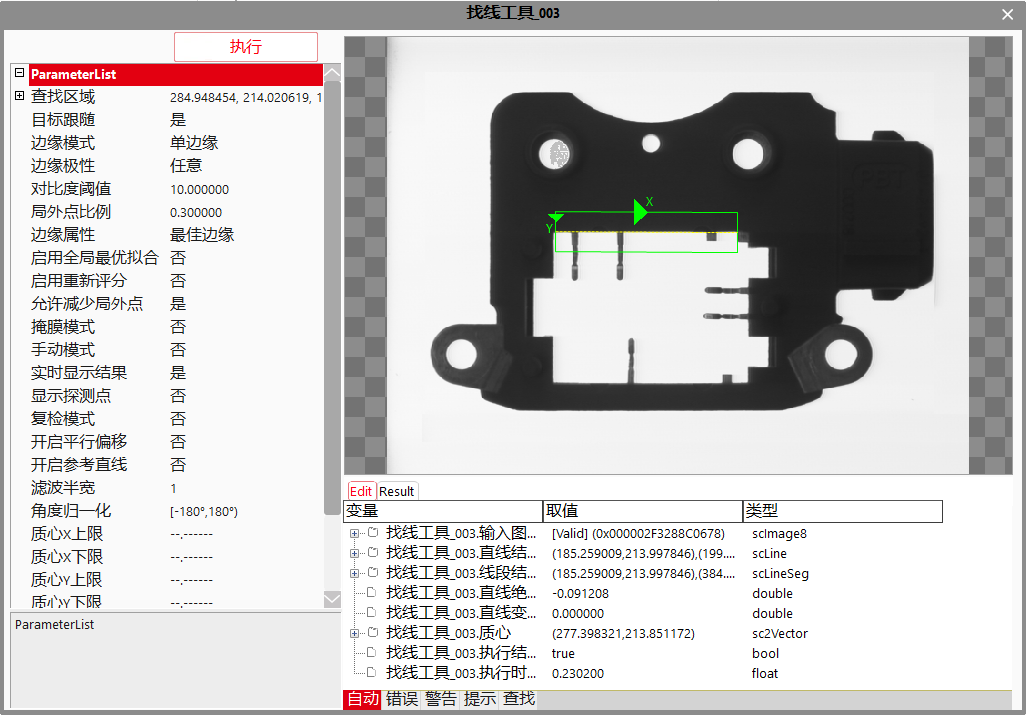 找线工具_003
执行
ParameterList
查找区域 284.948454, 214.020619, 1
目标跟随 是
边缘模式 单边缘
边缘极性 任意
对比度阈值 10.000000
局外点比例 0.300000
边缘属性 最佳边缘
启用全局最优拟合 否
启用重新评分 否
允许减少局外点 是
掩膜模式 否
手动模式 否
实时显示结果 是
显示探测点 否
复检模式 否
开启平行偏移 否
开启参考直线 否
滤波半宽 1
角度归一化 [-180°,180°)
质心X上限 --.------
质心X下限 --.------
质心Y上限 --.------
质心Y下限 --.------
ParameterList
X
Y
Edit Result
变量 取值 类型
找线工具_003.输入图... [Valid] (0x000002F3288C0678) scImage8
找线工具_003.直线结... (185.259009,213.997846),(199.... scLine
找线工具_003.线段结... (185.259009,213.997846),(384.... scLineSeg
找线工具_003.直线绝... -0.091208 double
找线工具_003.直线变... 0.000000 double
找线工具_003.质心 (277.398321,213.851172) sc2Vector
找线工具_003.执行结... true bool
找线工具_003.执行时... 0.230200 float
自动 错误 警告 提示 查找